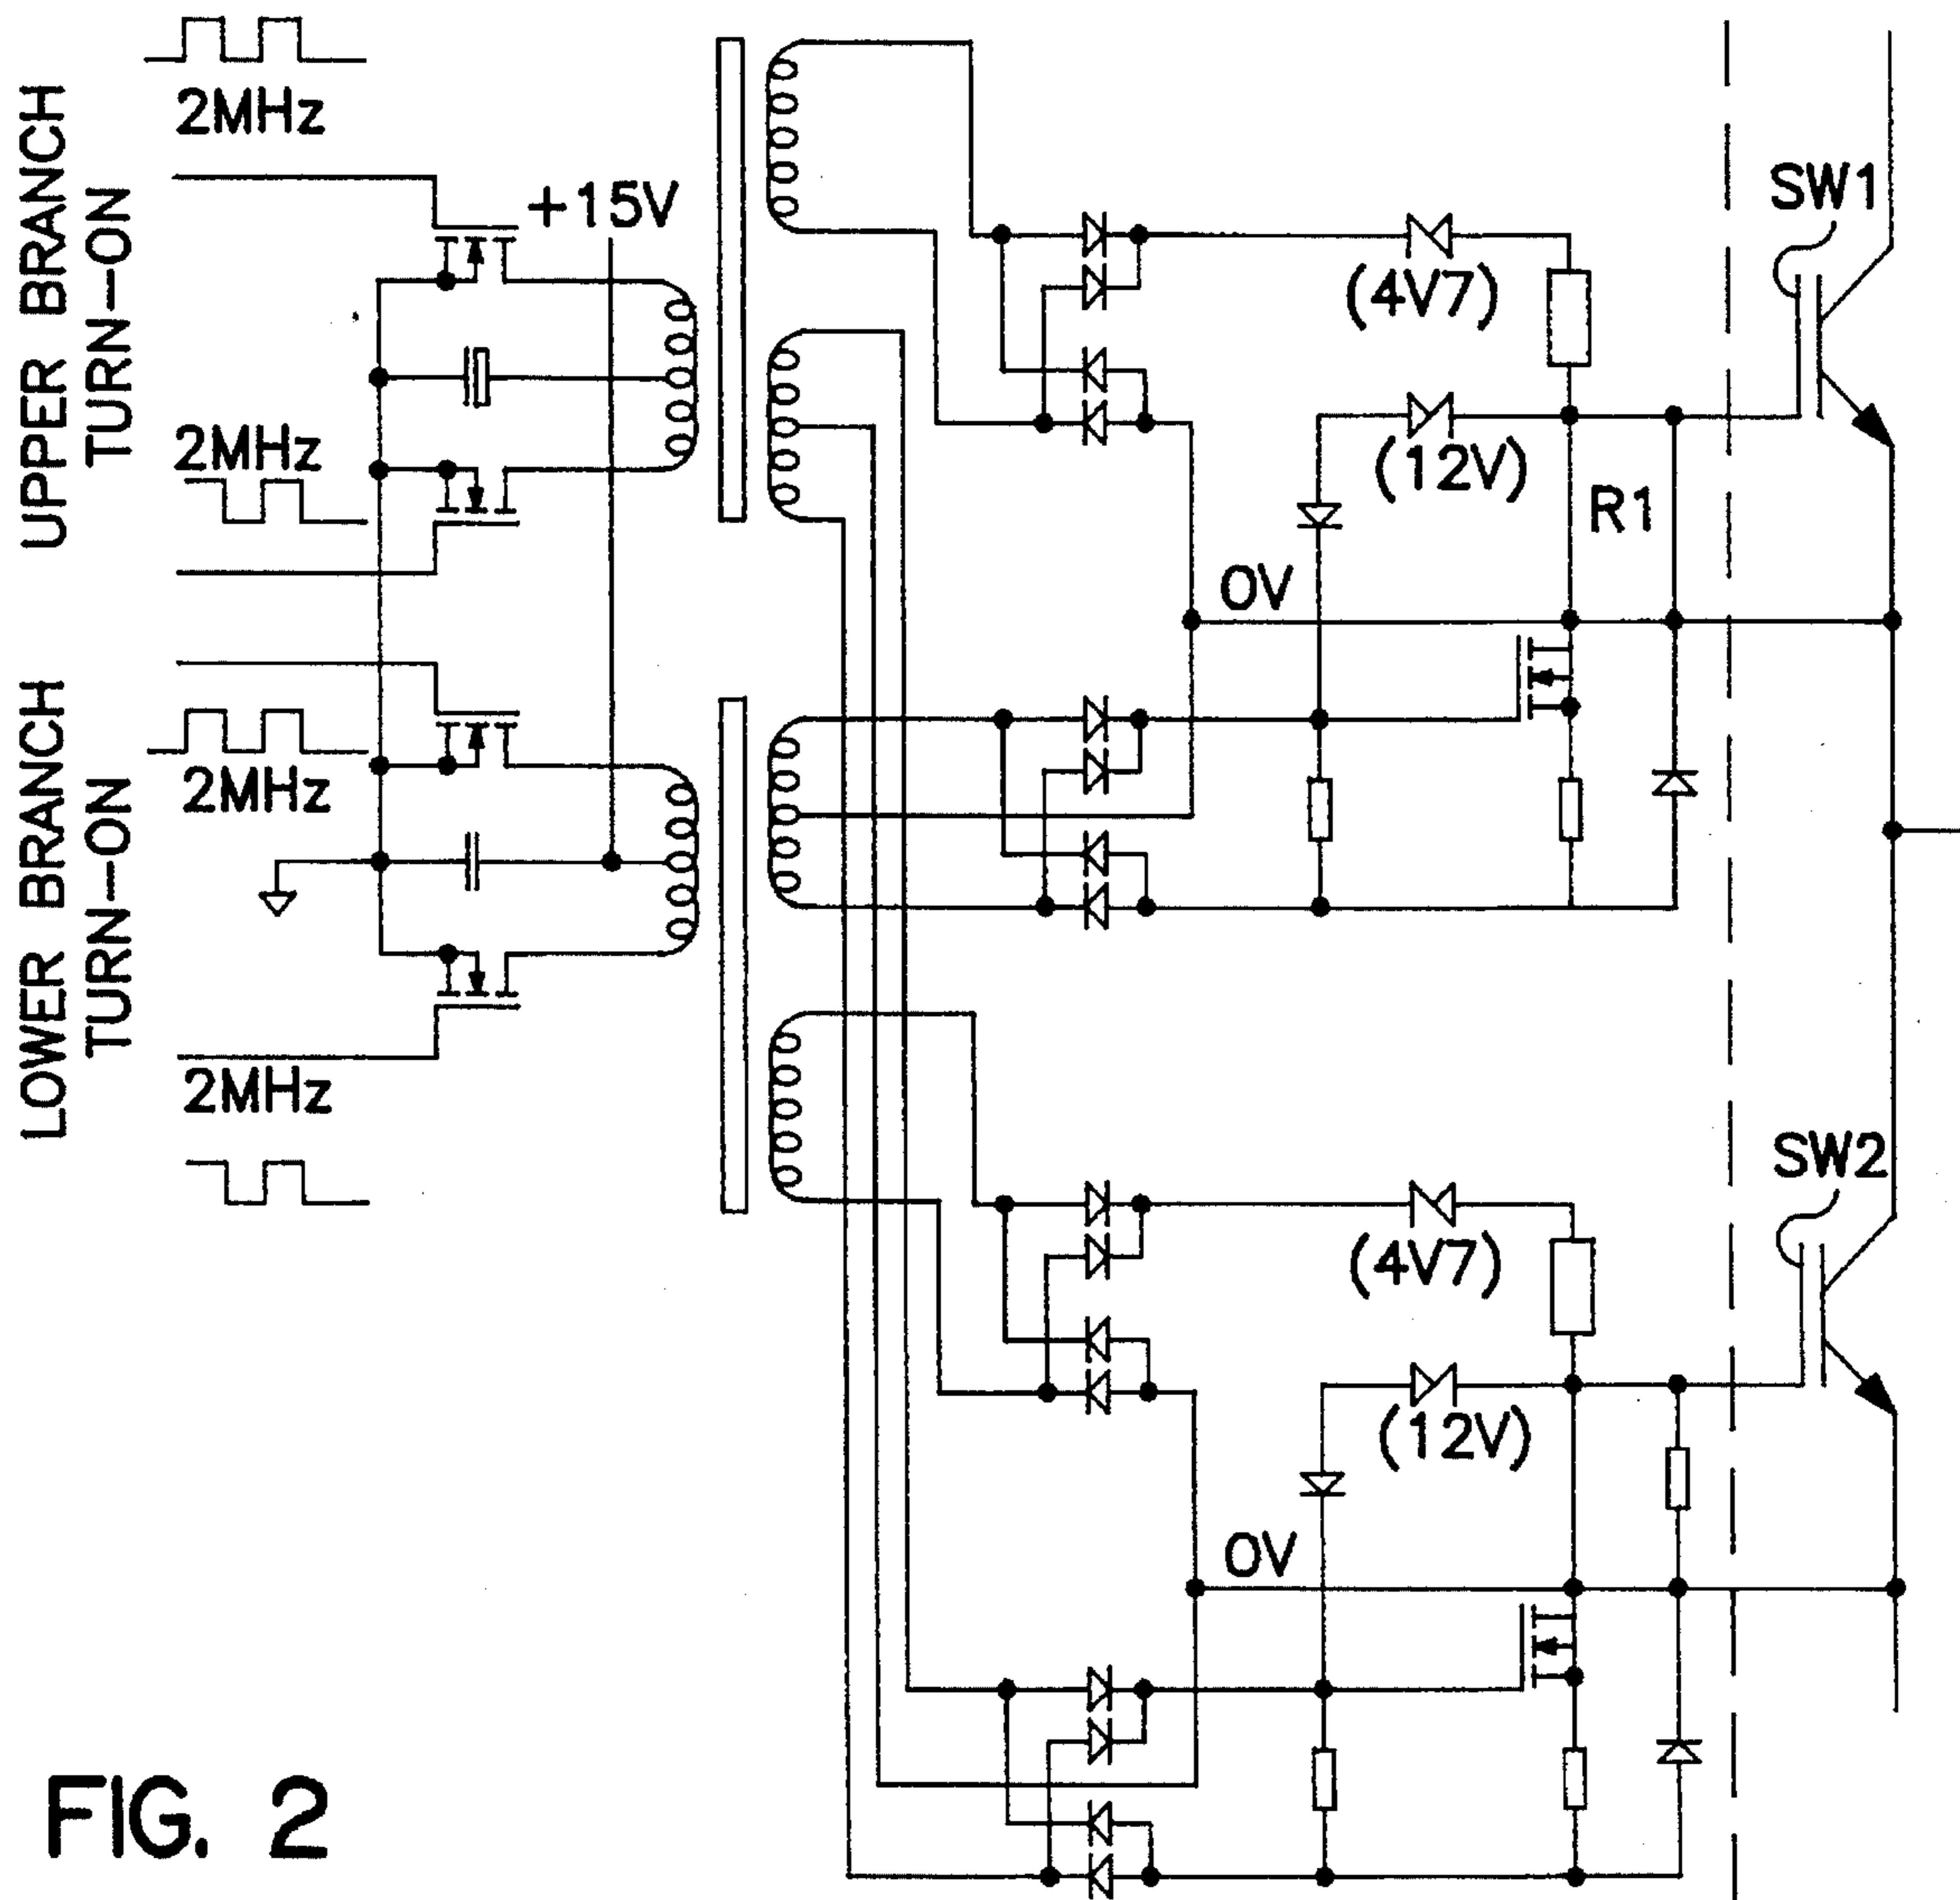 UPPER BRANCH
TURN-ON
2MHz
+15V
2MHz
LOWER BRANCH
TURN-ON
2MHz
2MHz
(4V7)
(12V)
R1
0V
SW1
(4V7)
(12V)
0V
SW2
FIG. 2